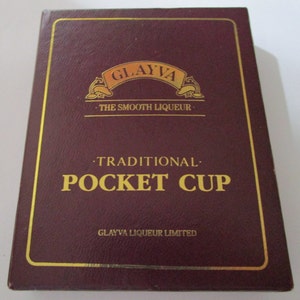 GLAYVA
·THE SMOOTH LIQUEUR·
·TRADITIONAL·
POCKET CUP
GLAYVA LIQUEUR LIMITED